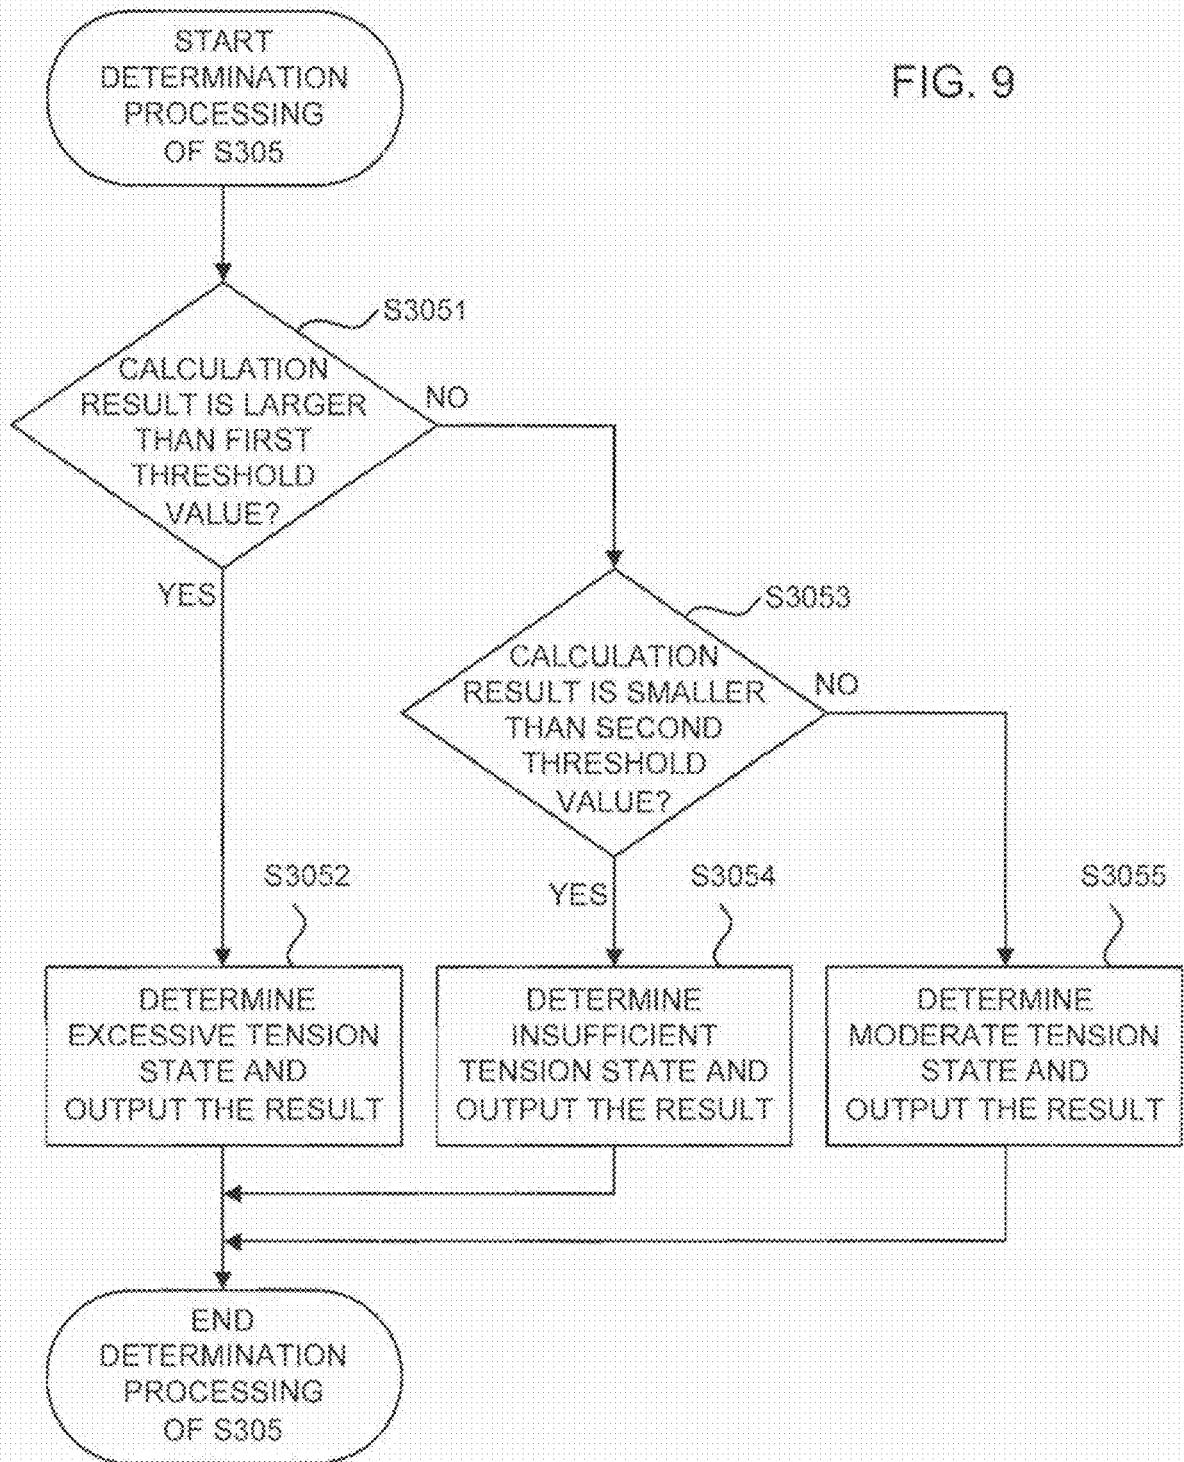 START
DETERMINATION
PROCESSING
OF S305
FIG. 9
S3051
CALCULATION
RESULT IS LARGER
THAN FIRST
THRESHOLD
VALUE?
NO
YES
S3053
CALCULATION
RESULT IS SMALLER
THAN SECOND
THRESHOLD
VALUE?
NO
YES
S3052
DETERMINE
EXCESSIVE TENSION
STATE AND
OUTPUT THE RESULT
S3054
DETERMINE
INSUFFICIENT
TENSION STATE AND
OUTPUT THE RESULT
S3055
DETERMINE
MODERATE TENSION
STATE AND
OUTPUT THE RESULT
END
DETERMINATION
PROCESSING
OF S305